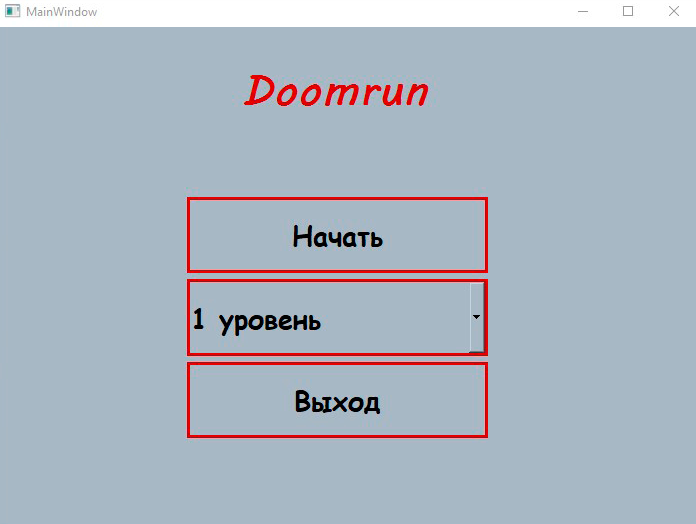 MainWindow
Doomrun
Начать
1 уровень
Выход